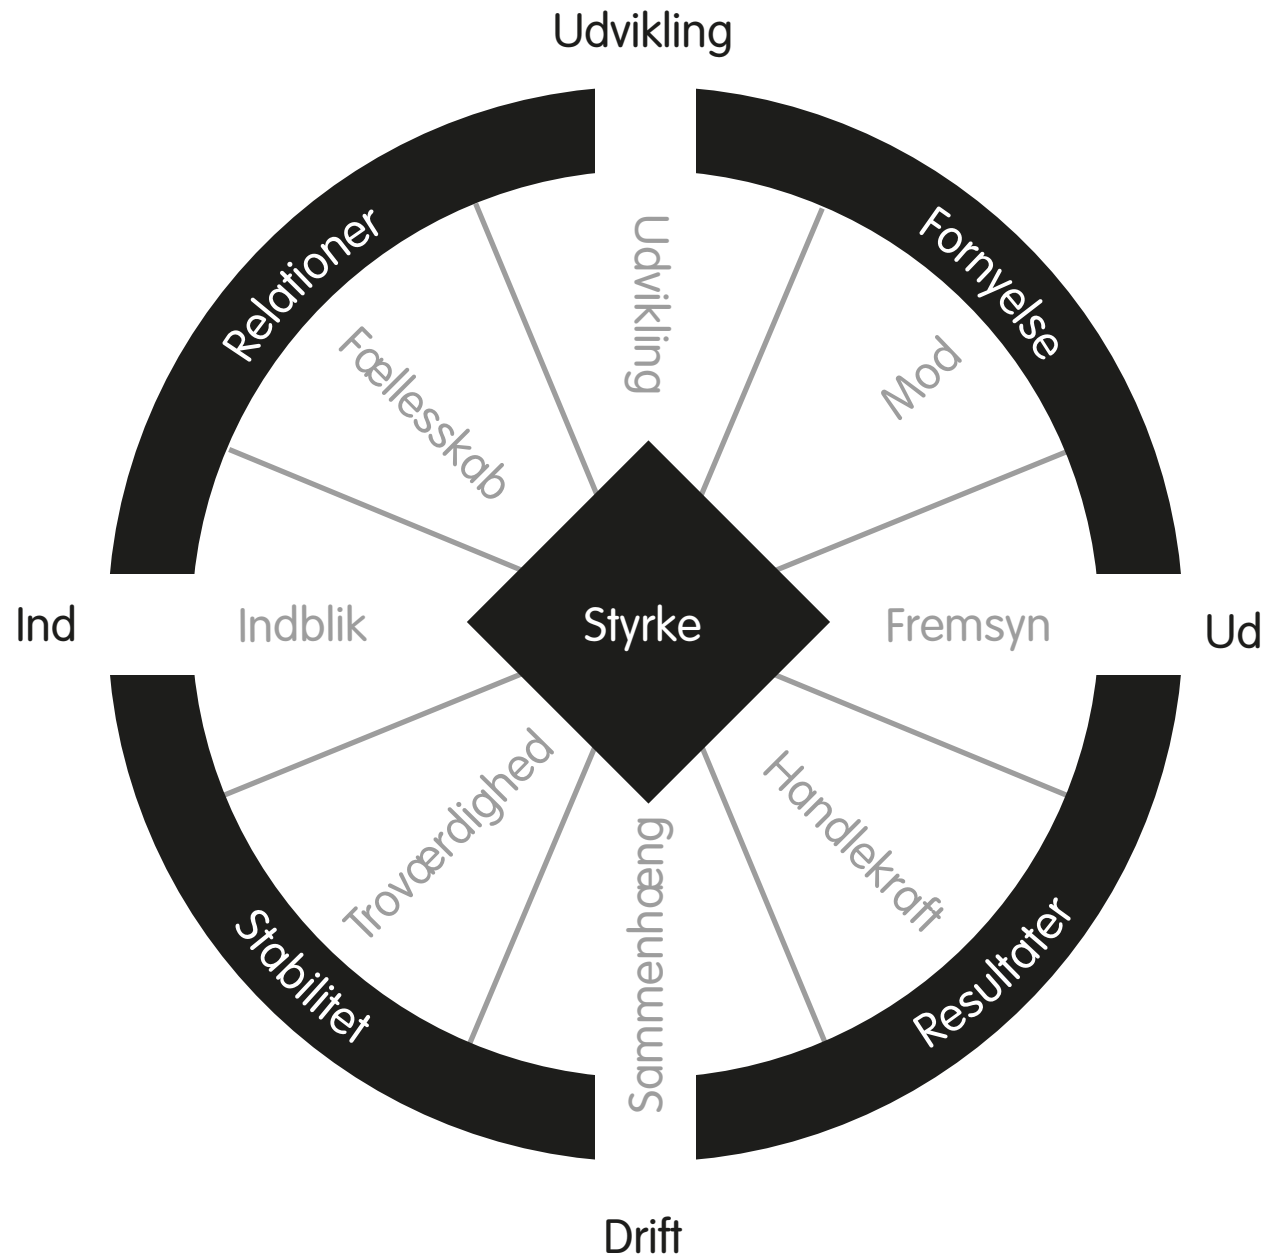 Udvikling
Relationer
Fornyelse
Udvikling
Fællesskab
Mod
Ind
Indblik
Styrke
Fremsyn
Ud
Troværdighed
Handlekraft
Sammenhæng
Stabilitet
Resultater
Drift